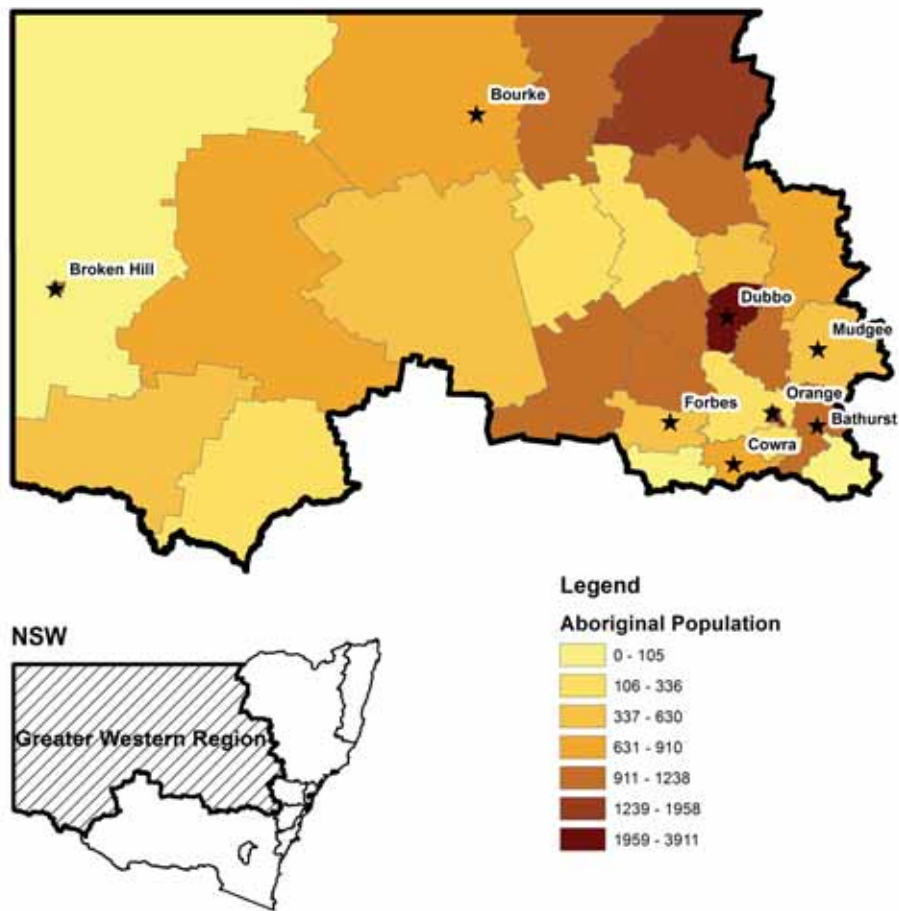 Bourke
Broken Hill
Dubbo
Mudgee
Orange
Forbes
Bathurst
Cowra
Legend
Aboriginal Population
0 - 105
106 - 336
337 - 630
631 - 910
911 - 1238
1239 - 1958
1959 - 3911
NSW
Greater Western Region